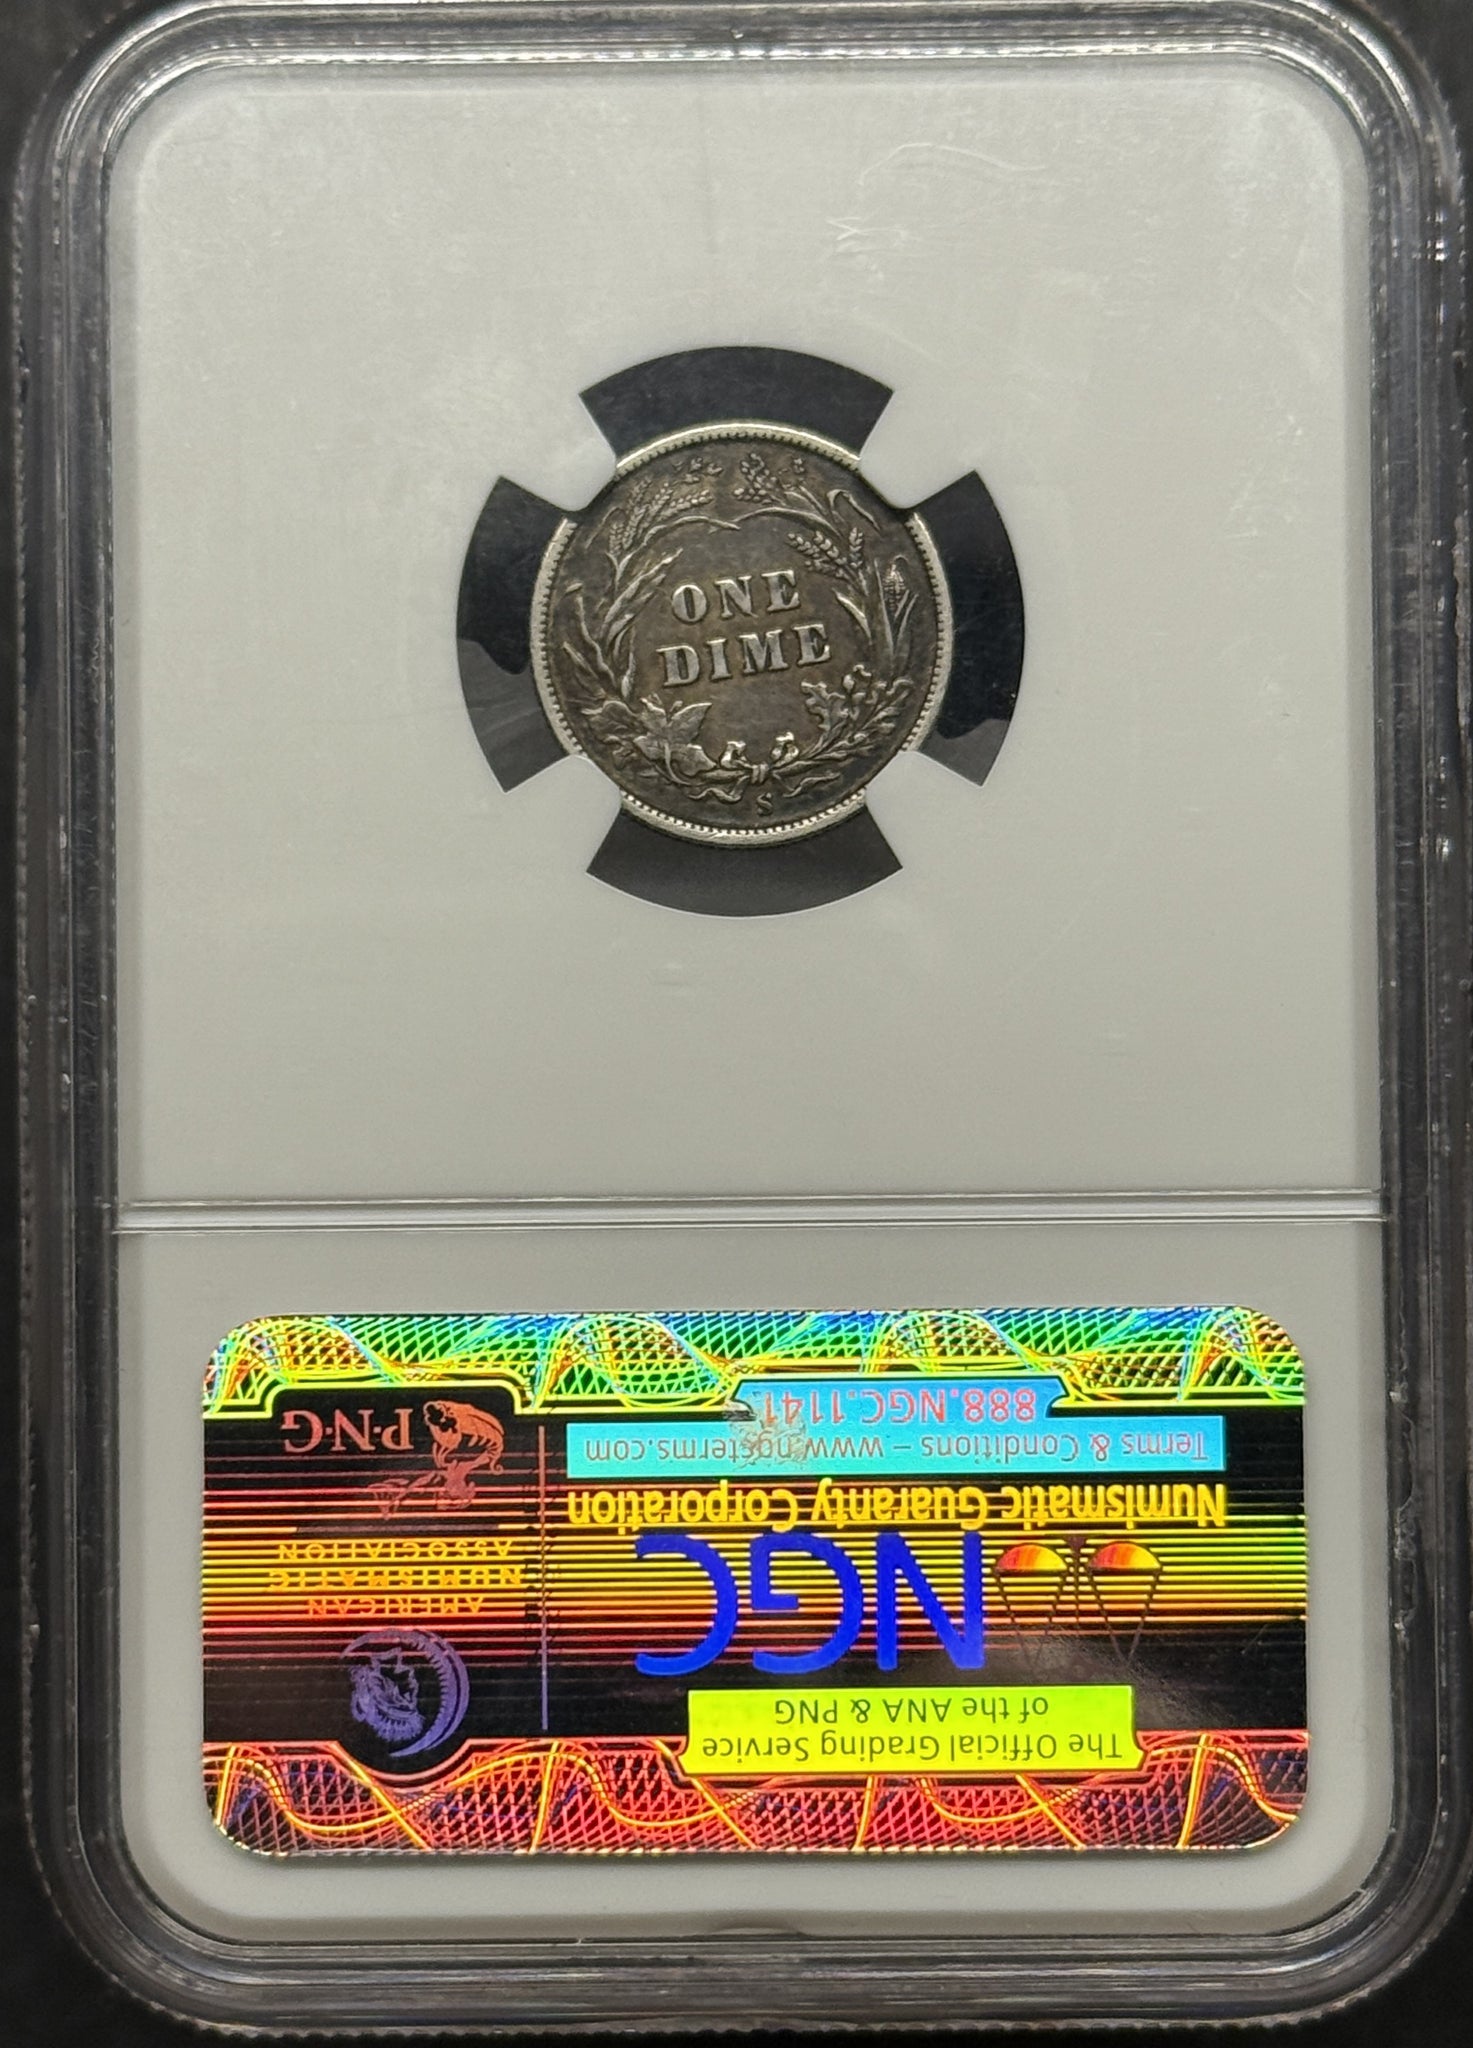 ONE
DIME
S
The Official Grading Service
of the ANA & PNG
NGC
Numismatic Guaranty Corporation
Terms & Conditions – www.ngcterms.com
888.NGC.1141
AMERICAN
NUMISMATIC
ASSOCIATION
P·N·G